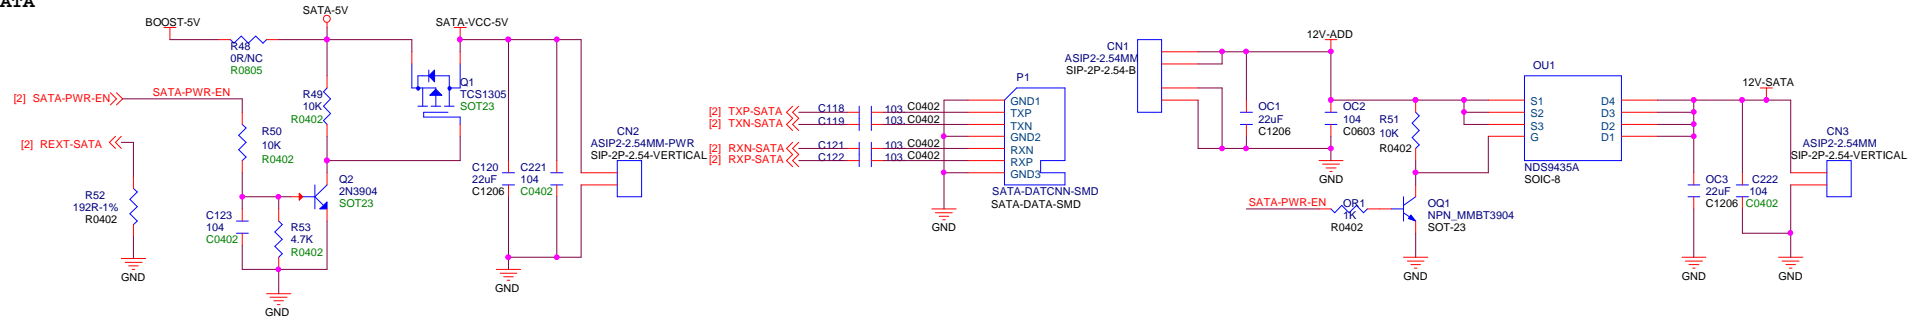 ATA
BOOST-5V
SATA-5V
SATA-VCC-5V
R48
0R/NC
R0805
[2] SATA-PWR-EN
SATA-PWR-EN
R49
10K
R0402
Q1
TCS1305
SOT23
R50
10K
R0402
[2] REXT-SATA
R52
192R-1%
R0402
GND
Q2
2N3904
SOT23
C123
104
C0402
R53
4.7K
R0402
GND
C120
22uF
C1206
C221
104
C0402
GND
CN2
ASIP2-2.54MM-PWR
SIP-2P-2.54-VERTICAL
[2] TXP-SATA
[2] TXN-SATA
[2] RXN-SATA
[2] RXP-SATA
C118 103 C0402
C119 103 C0402
C121 103 C0402
C122 103 C0402
P1
GND1
TXP
TXN
GND2
RXN
RXP
GND3
SATA-DATCNN-SMD
SATA-DATA-SMD
GND
CN1
ASIP2-2.54MM
SIP-2P-2.54-B
12V-ADD
OC1
22uF
C1206
OC2
104
C0603
GND
R51
10K
R0402
SATA-PWR-EN
OR1
1K
R0402
OQ1
NPN_MMBT3904
SOT-23
GND
OU1
S1
S2
S3
G
D4
D3
D2
D1
NDS9435A
SOIC-8
12V-SATA
OC3
22uF
C1206
C222
104
C0402
GND
GND
CN3
ASIP2-2.54MM
SIP-2P-2.54-VERTICAL